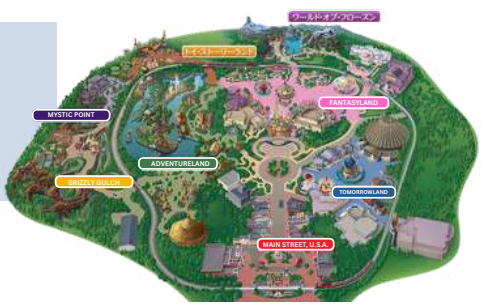 ワールド・オブ・フローズン
トイ・ストーリーランド
FANTASYLAND
MYSTIC POINT
ADVENTURELAND
GRIZZLY GULCH
TOMORROWLAND
MAIN STREET, U.S.A.